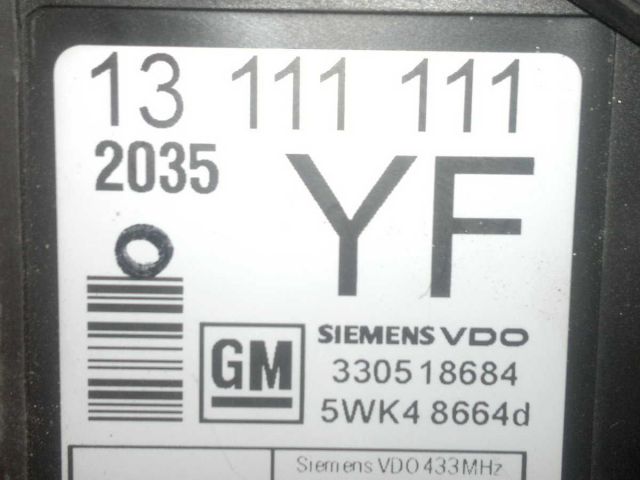 13 111 111
2035
YF
GM
SIEMENS VDO
330518684
5WK4 8664d
Siemens VDO 433MHz